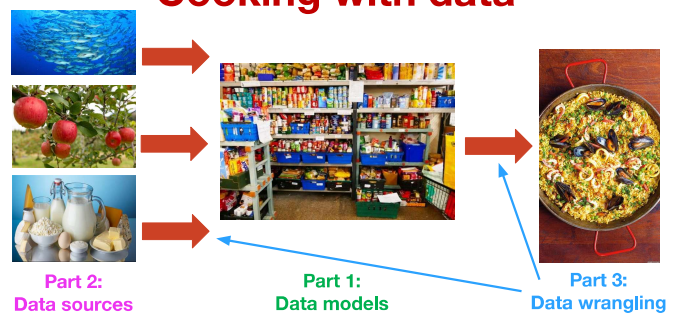 Cooking with data
Part 2:
Data sources
Part 1:
Data models
Part 3:
Data wrangling